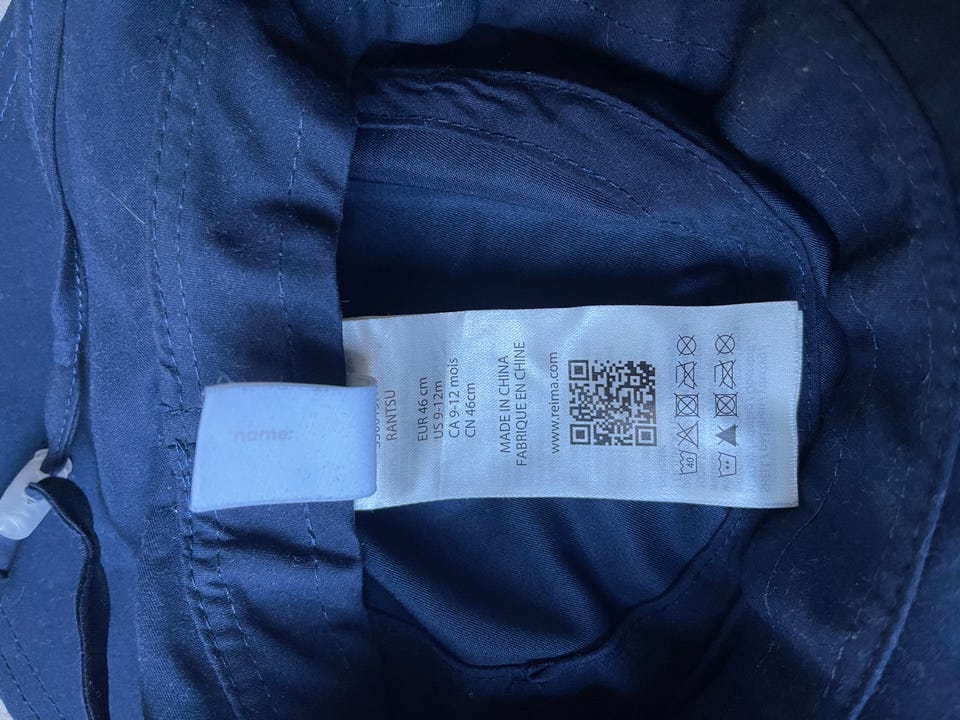 name:
RANTSU
EUR 46 cm
US 9-12m
CA 9-12 mois
CN 46cm
MADE IN CHINA
FABRIQUE EN CHINE
www.reima.com
40